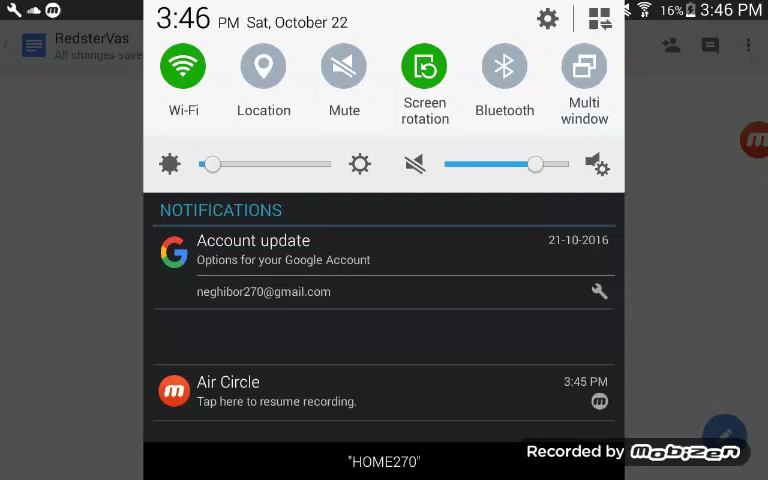 3:46 PM Sat, October 22
16% 3:46 PM
RedsterVas
All changes save
Wi-Fi
Location
Mute
Screen rotation
Bluetooth
Multi window
NOTIFICATIONS
Account update
21-10-2016
Options for your Google Account
neghibor270@gmail.com
Air Circle
3:45 PM
Tap here to resume recording.
Recorded by Mobizen
"HOME270"